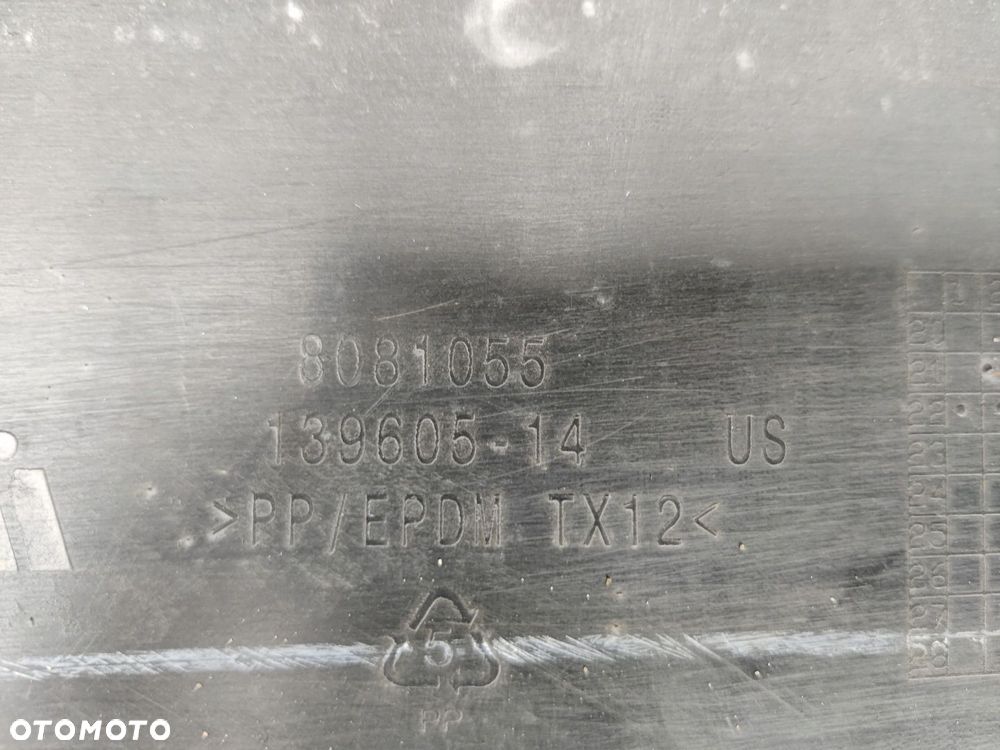 8081055
139605-14 US
>PP/EPDM TX12<
5
PP
OTOMOTO